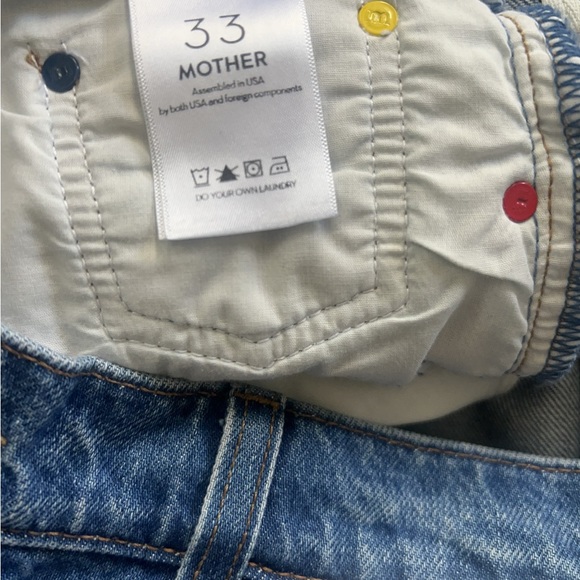 33
MOTHER
Assembled in USA
by both USA and foreign components
DO YOUR OWN LAUNDRY
m